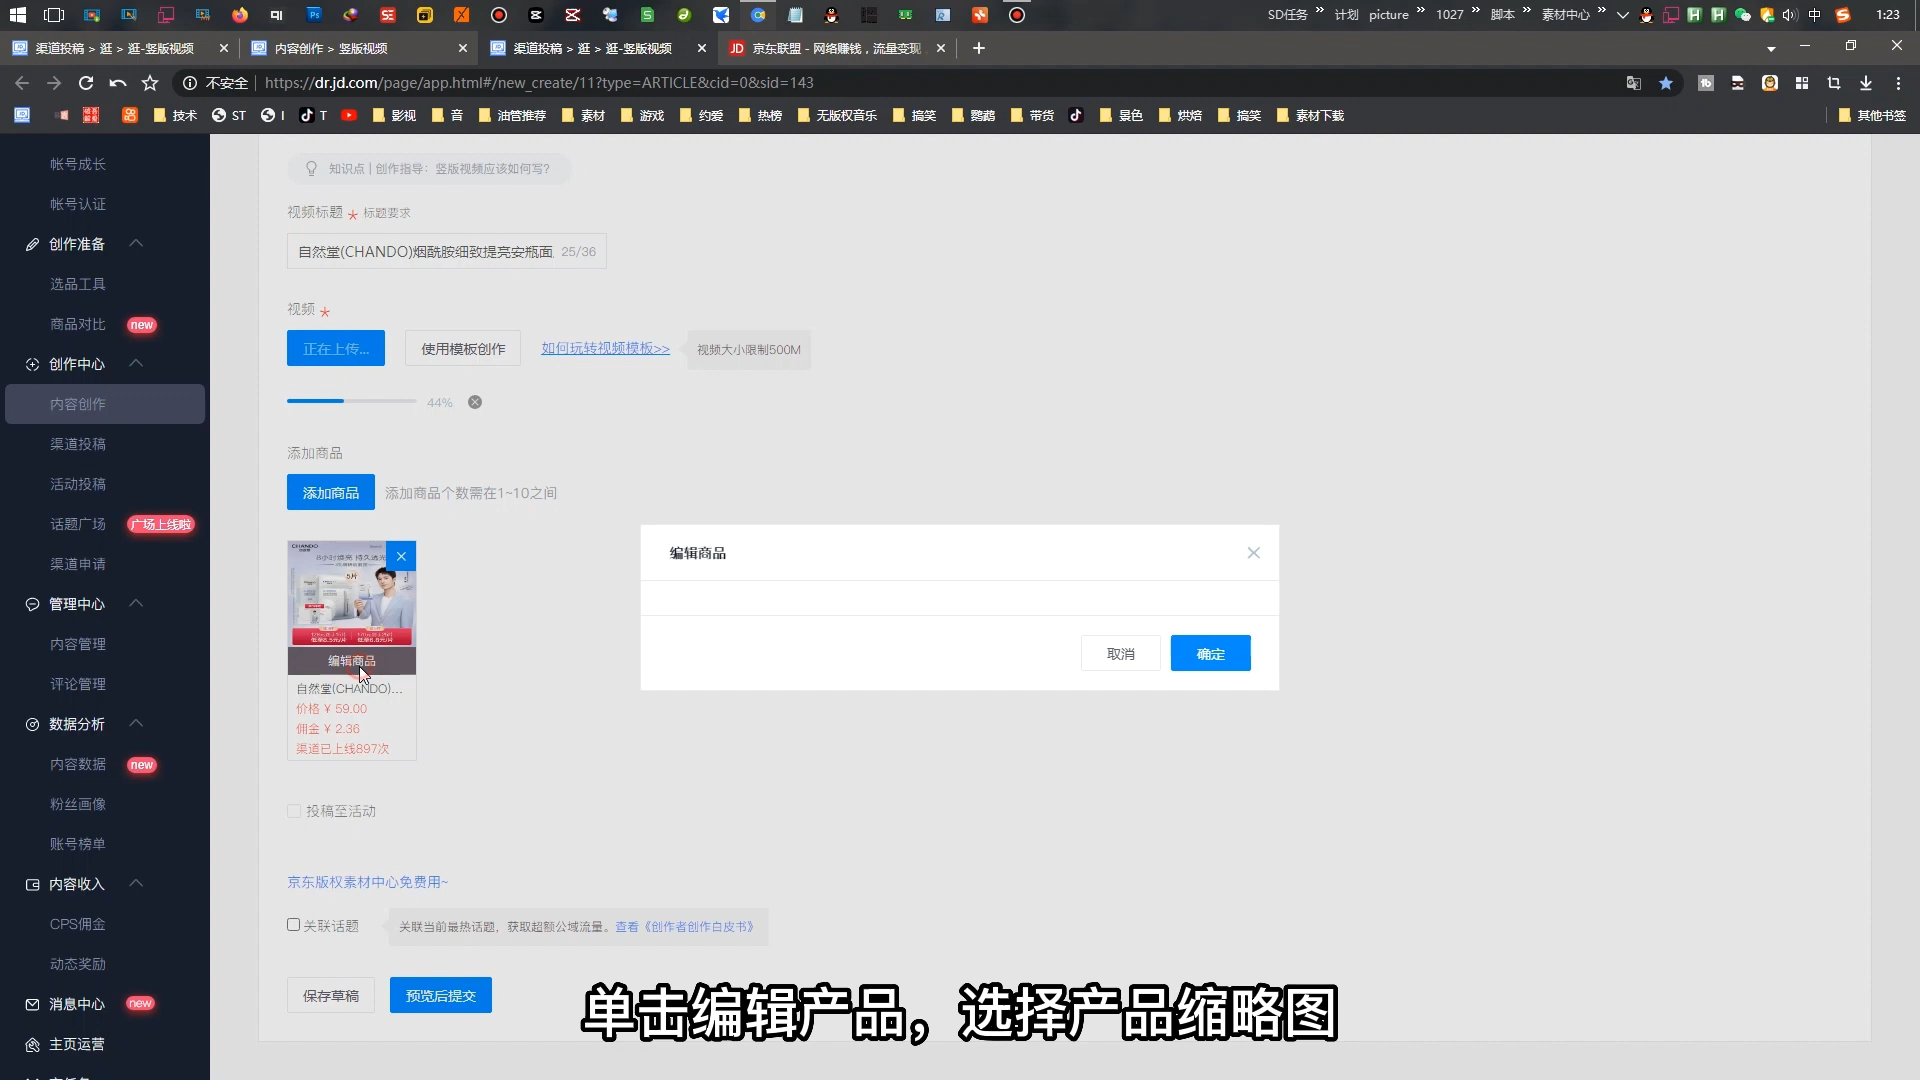 SD任务 » 计划 picture » 1027 » 脚本 » 素材中心 » 中 1:23
渠道投稿 > 逛 > 逛-竖版视频
内容创作 > 竖版视频
渠道投稿 > 逛 > 逛-竖版视频
JD 京东联盟 - 网络赚钱，流量变现
不安全 https://dr.jd.com/page/app.html#/new_create/11?type=ARTICLE&cid=0&sid=143
技术 ST I T 影视 音 油管推荐 素材 游戏 约爱 热榜 无版权音乐 搞笑 鹦鹉 带货 景色 烘焙 搞笑 素材下载 其他书签
帐号成长
帐号认证
创作准备
选品工具
商品对比 new
创作中心
内容创作
渠道投稿
活动投稿
话题广场 广场上线啦
渠道申请
管理中心
内容管理
评论管理
数据分析
内容数据 new
粉丝画像
账号榜单
内容收入
CPS佣金
动态奖励
消息中心 new
主页运营
知识点 | 创作指导：竖版视频应该如何写？
视频标题 * 标题要求
自然堂(CHANDO)烟酰胺细致提亮安瓶面 25/36
视频 *
正在上传... 使用模板创作 如何玩转视频模板>> 视频大小限制500M
44%
添加商品
添加商品 添加商品个数需在1~10之间
CHANDO
5片
编辑商品
自然堂(CHANDO)...
价格 ¥ 59.00
佣金 ¥ 2.36
渠道已上线897次
编辑商品
取消 确定
投稿至活动
京东版权素材中心免费用~
关联话题 关联当前最热话题，获取超额公域流量。查看《创作者创作白皮书》
保存草稿 预览后提交
单击编辑产品，选择产品缩略图